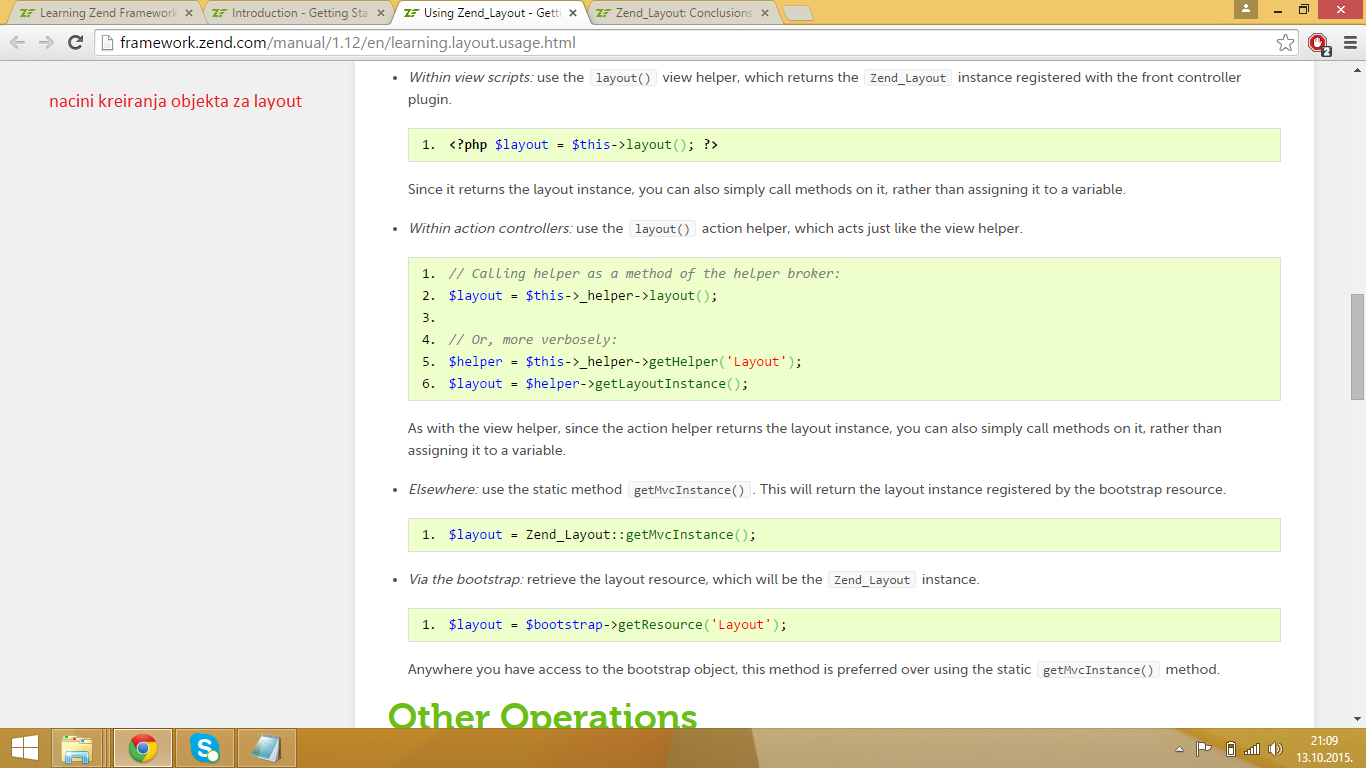 Learning Zend Framework
Introduction - Getting Sta
Using Zend_Layout - Getti
Zend_Layout: Conclusions
framework.zend.com/manual/1.12/en/learning.layout.usage.html
2
nacini kreiranja objekta za layout
• Within view scripts: use the layout() view helper, which returns the Zend_Layout instance registered with the front controller
plugin.
1. <?php $layout = $this->layout(); ?>
Since it returns the layout instance, you can also simply call methods on it, rather than assigning it to a variable.
• Within action controllers: use the layout() action helper, which acts just like the view helper.
1. // Calling helper as a method of the helper broker:
2. $layout = $this->_helper->layout();
3.
4. // Or, more verbosely:
5. $helper = $this->_helper->getHelper('Layout');
6. $layout = $helper->getLayoutInstance();
As with the view helper, since the action helper returns the layout instance, you can also simply call methods on it, rather than
assigning it to a variable.
• Elsewhere: use the static method getMvcInstance(). This will return the layout instance registered by the bootstrap resource.
1. $layout = Zend_Layout::getMvcInstance();
• Via the bootstrap: retrieve the layout resource, which will be the Zend_Layout instance.
1. $layout = $bootstrap->getResource('Layout');
Anywhere you have access to the bootstrap object, this method is preferred over using the static getMvcInstance() method.
Other Operations
21:09
13.10.2015.